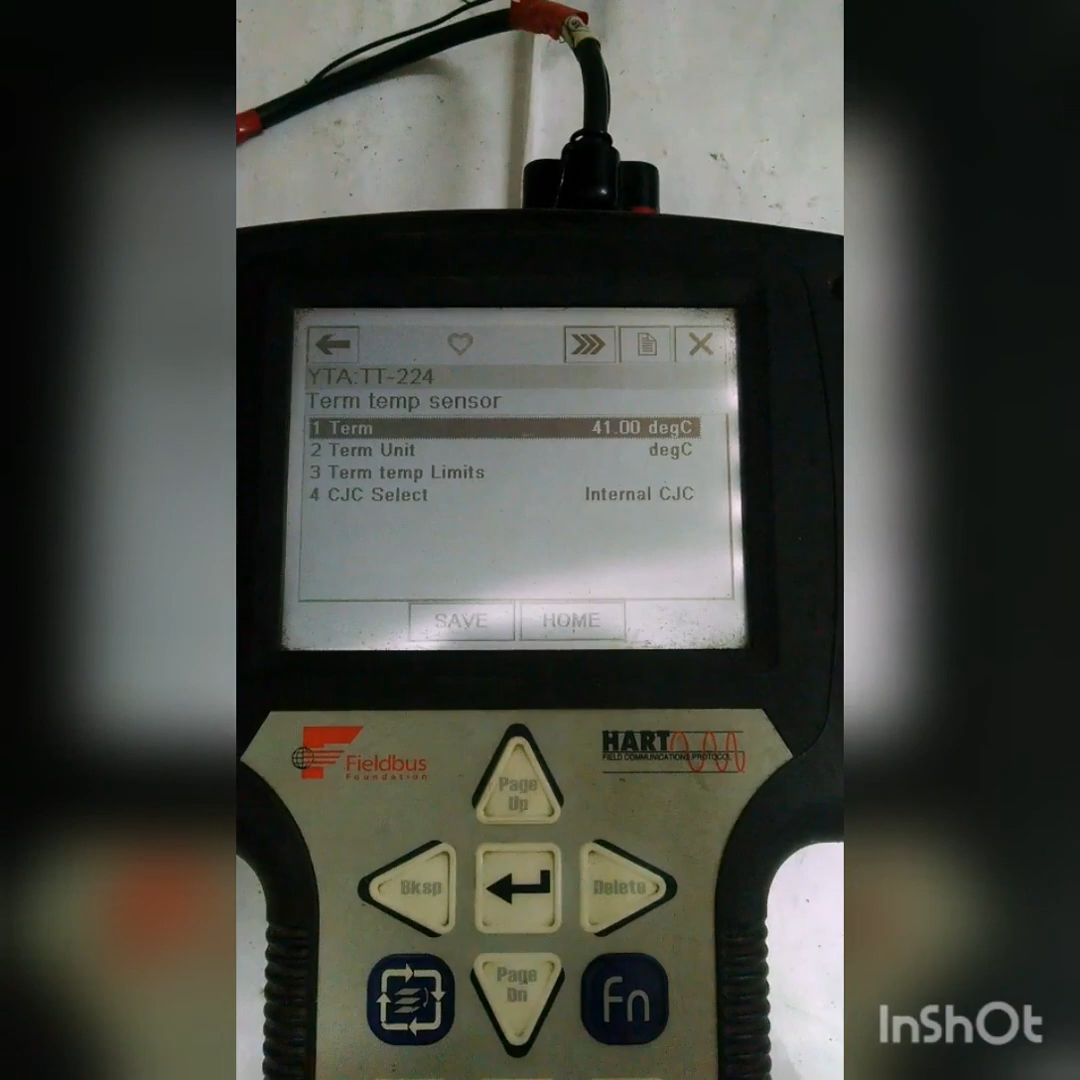 YTA:TT-224
Term temp sensor
1 Term 41.00 degC
2 Term Unit degC
3 Term temp Limits
4 CJC Select Internal CJC
SAVE HOME
Fieldbus
Foundation
HART
FIELD COMMUNICATIONS PROTOCOL
Page
Up
Bksp
Delete
Page
Dn
Fn
InShOt